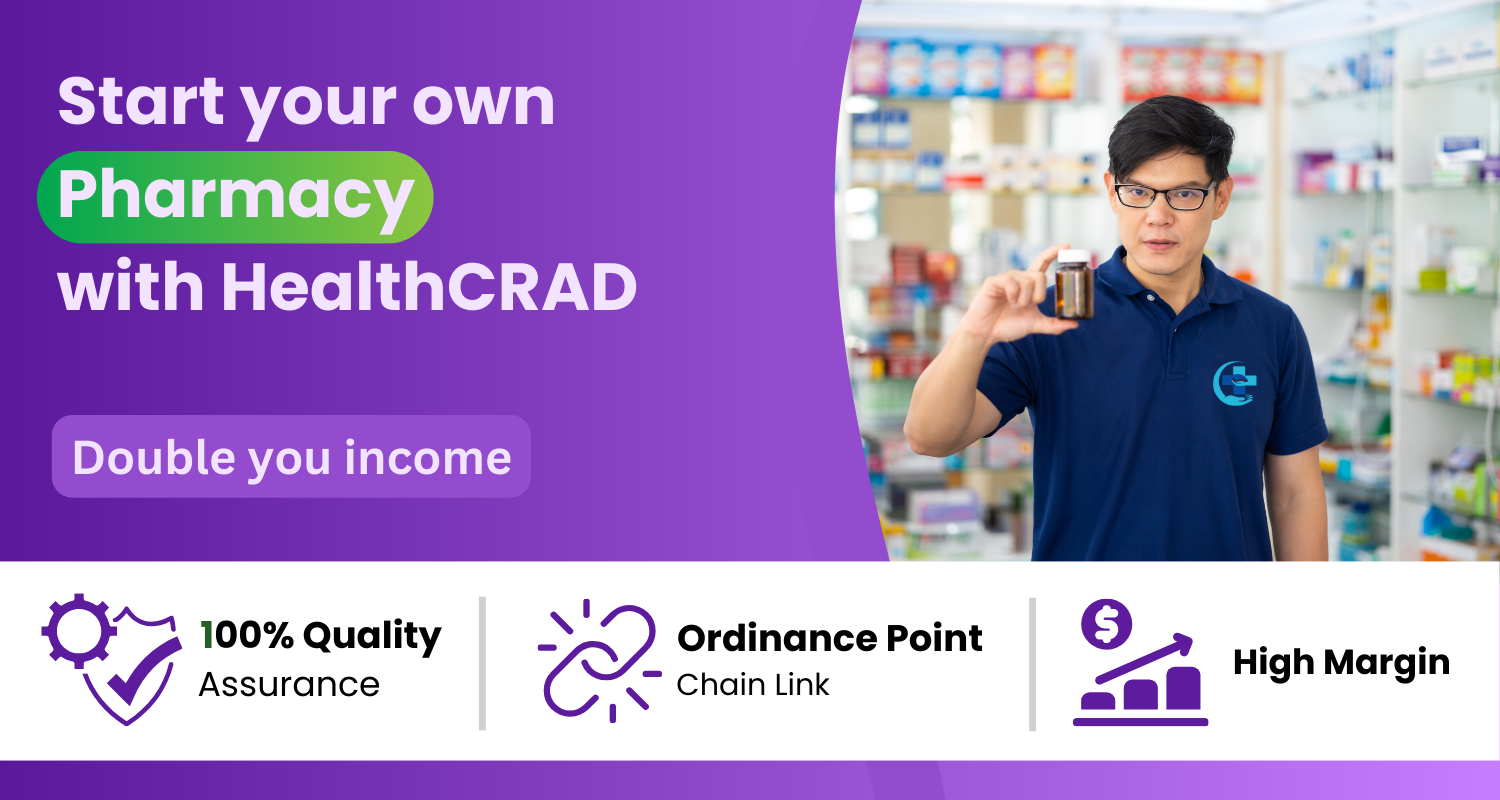 Start your own
Pharmacy
with HealthCRAD
Double you income
100% Quality
Assurance
Ordinance Point
Chain Link
$
High Margin